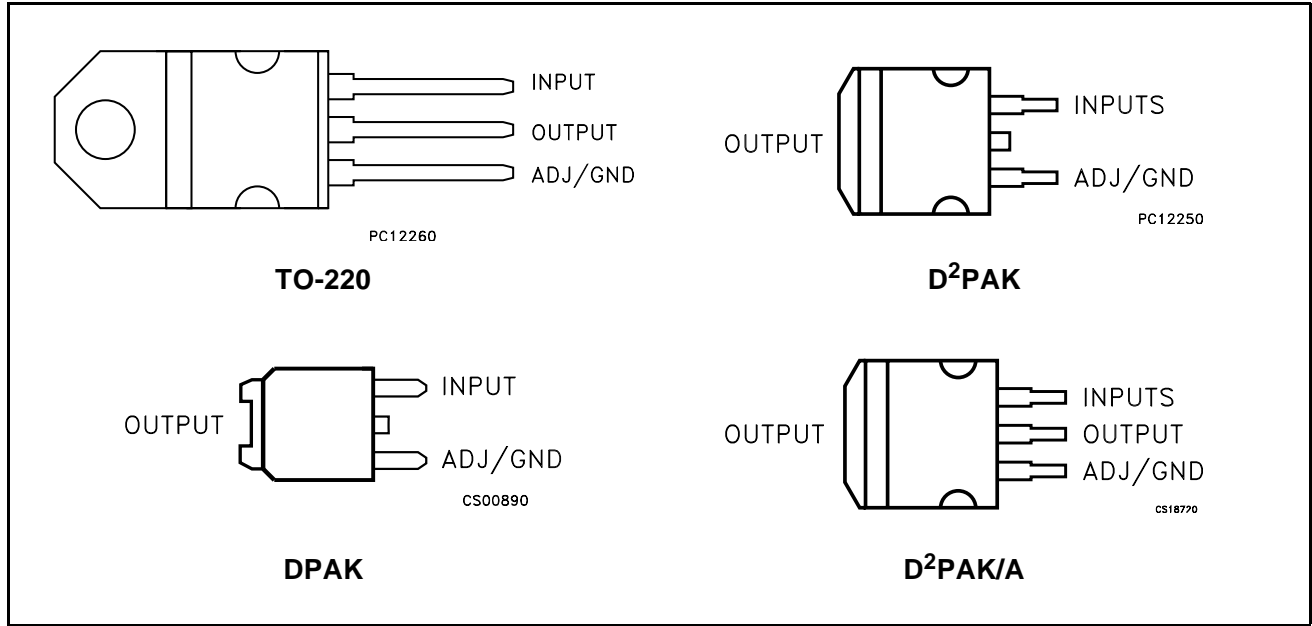 INPUT
OUTPUT
ADJ/GND
PC12260
TO-220
OUTPUT
INPUTS
ADJ/GND
PC12250
D²PAK
OUTPUT
INPUT
ADJ/GND
CS00890
DPAK
OUTPUT
INPUTS
OUTPUT
ADJ/GND
CS18720
D²PAK/A